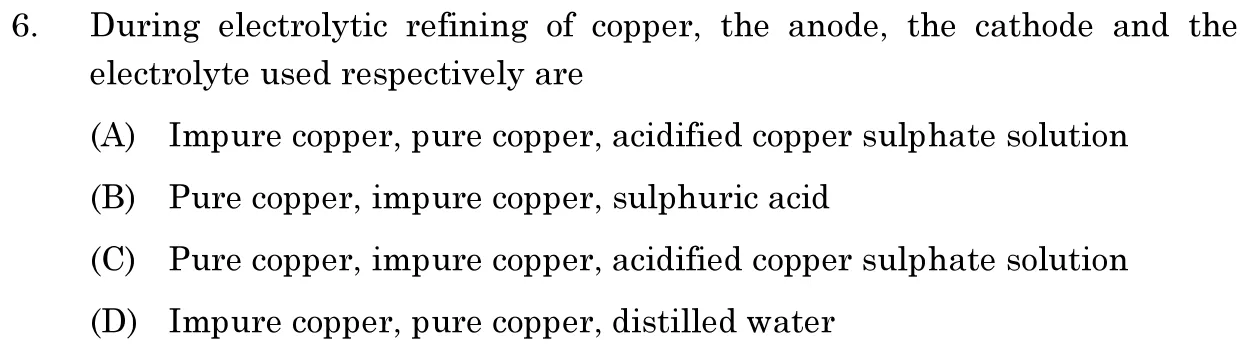 6. During electrolytic refining of copper, the anode, the cathode and the
electrolyte used respectively are
(A) Impure copper, pure copper, acidified copper sulphate solution
(B) Pure copper, impure copper, sulphuric acid
(C) Pure copper, impure copper, acidified copper sulphate solution
(D) Impure copper, pure copper, distilled water